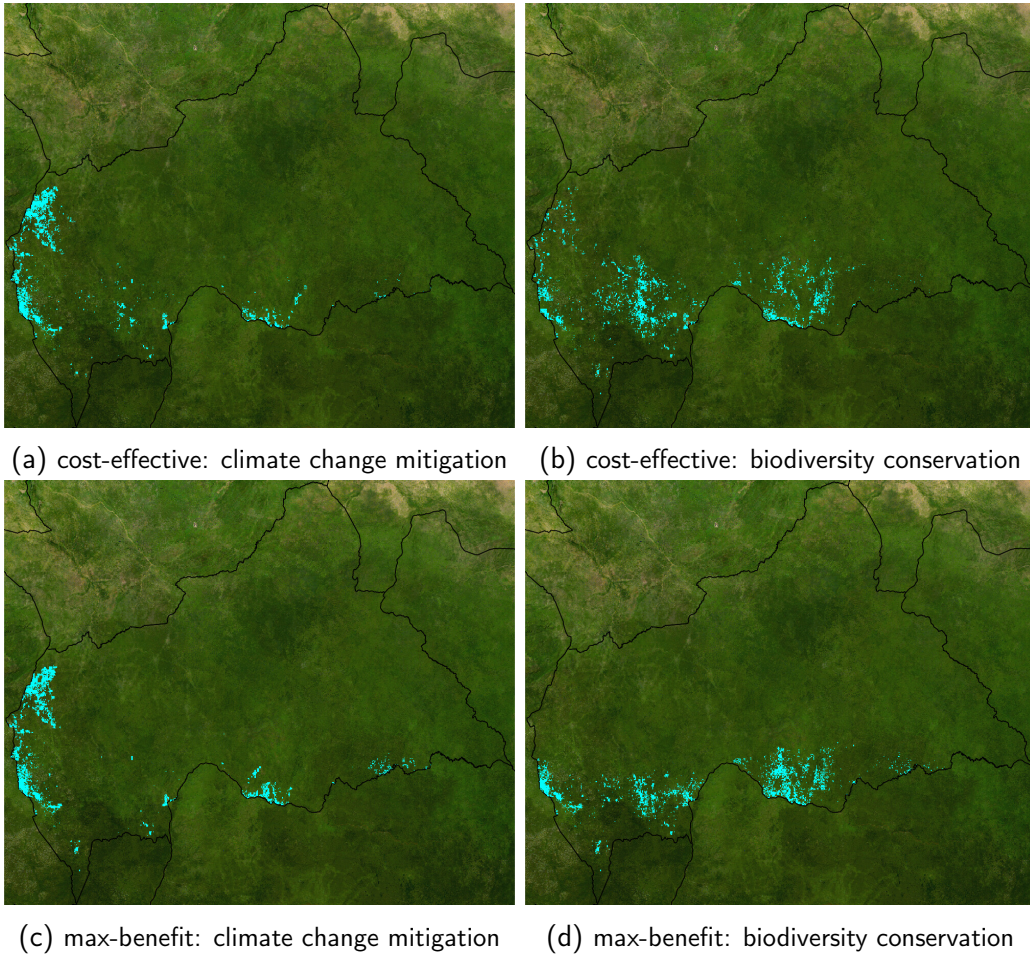 (a) cost-effective: climate change mitigation
(b) cost-effective: biodiversity conservation
(c) max-benefit: climate change mitigation
(d) max-benefit: biodiversity conservation